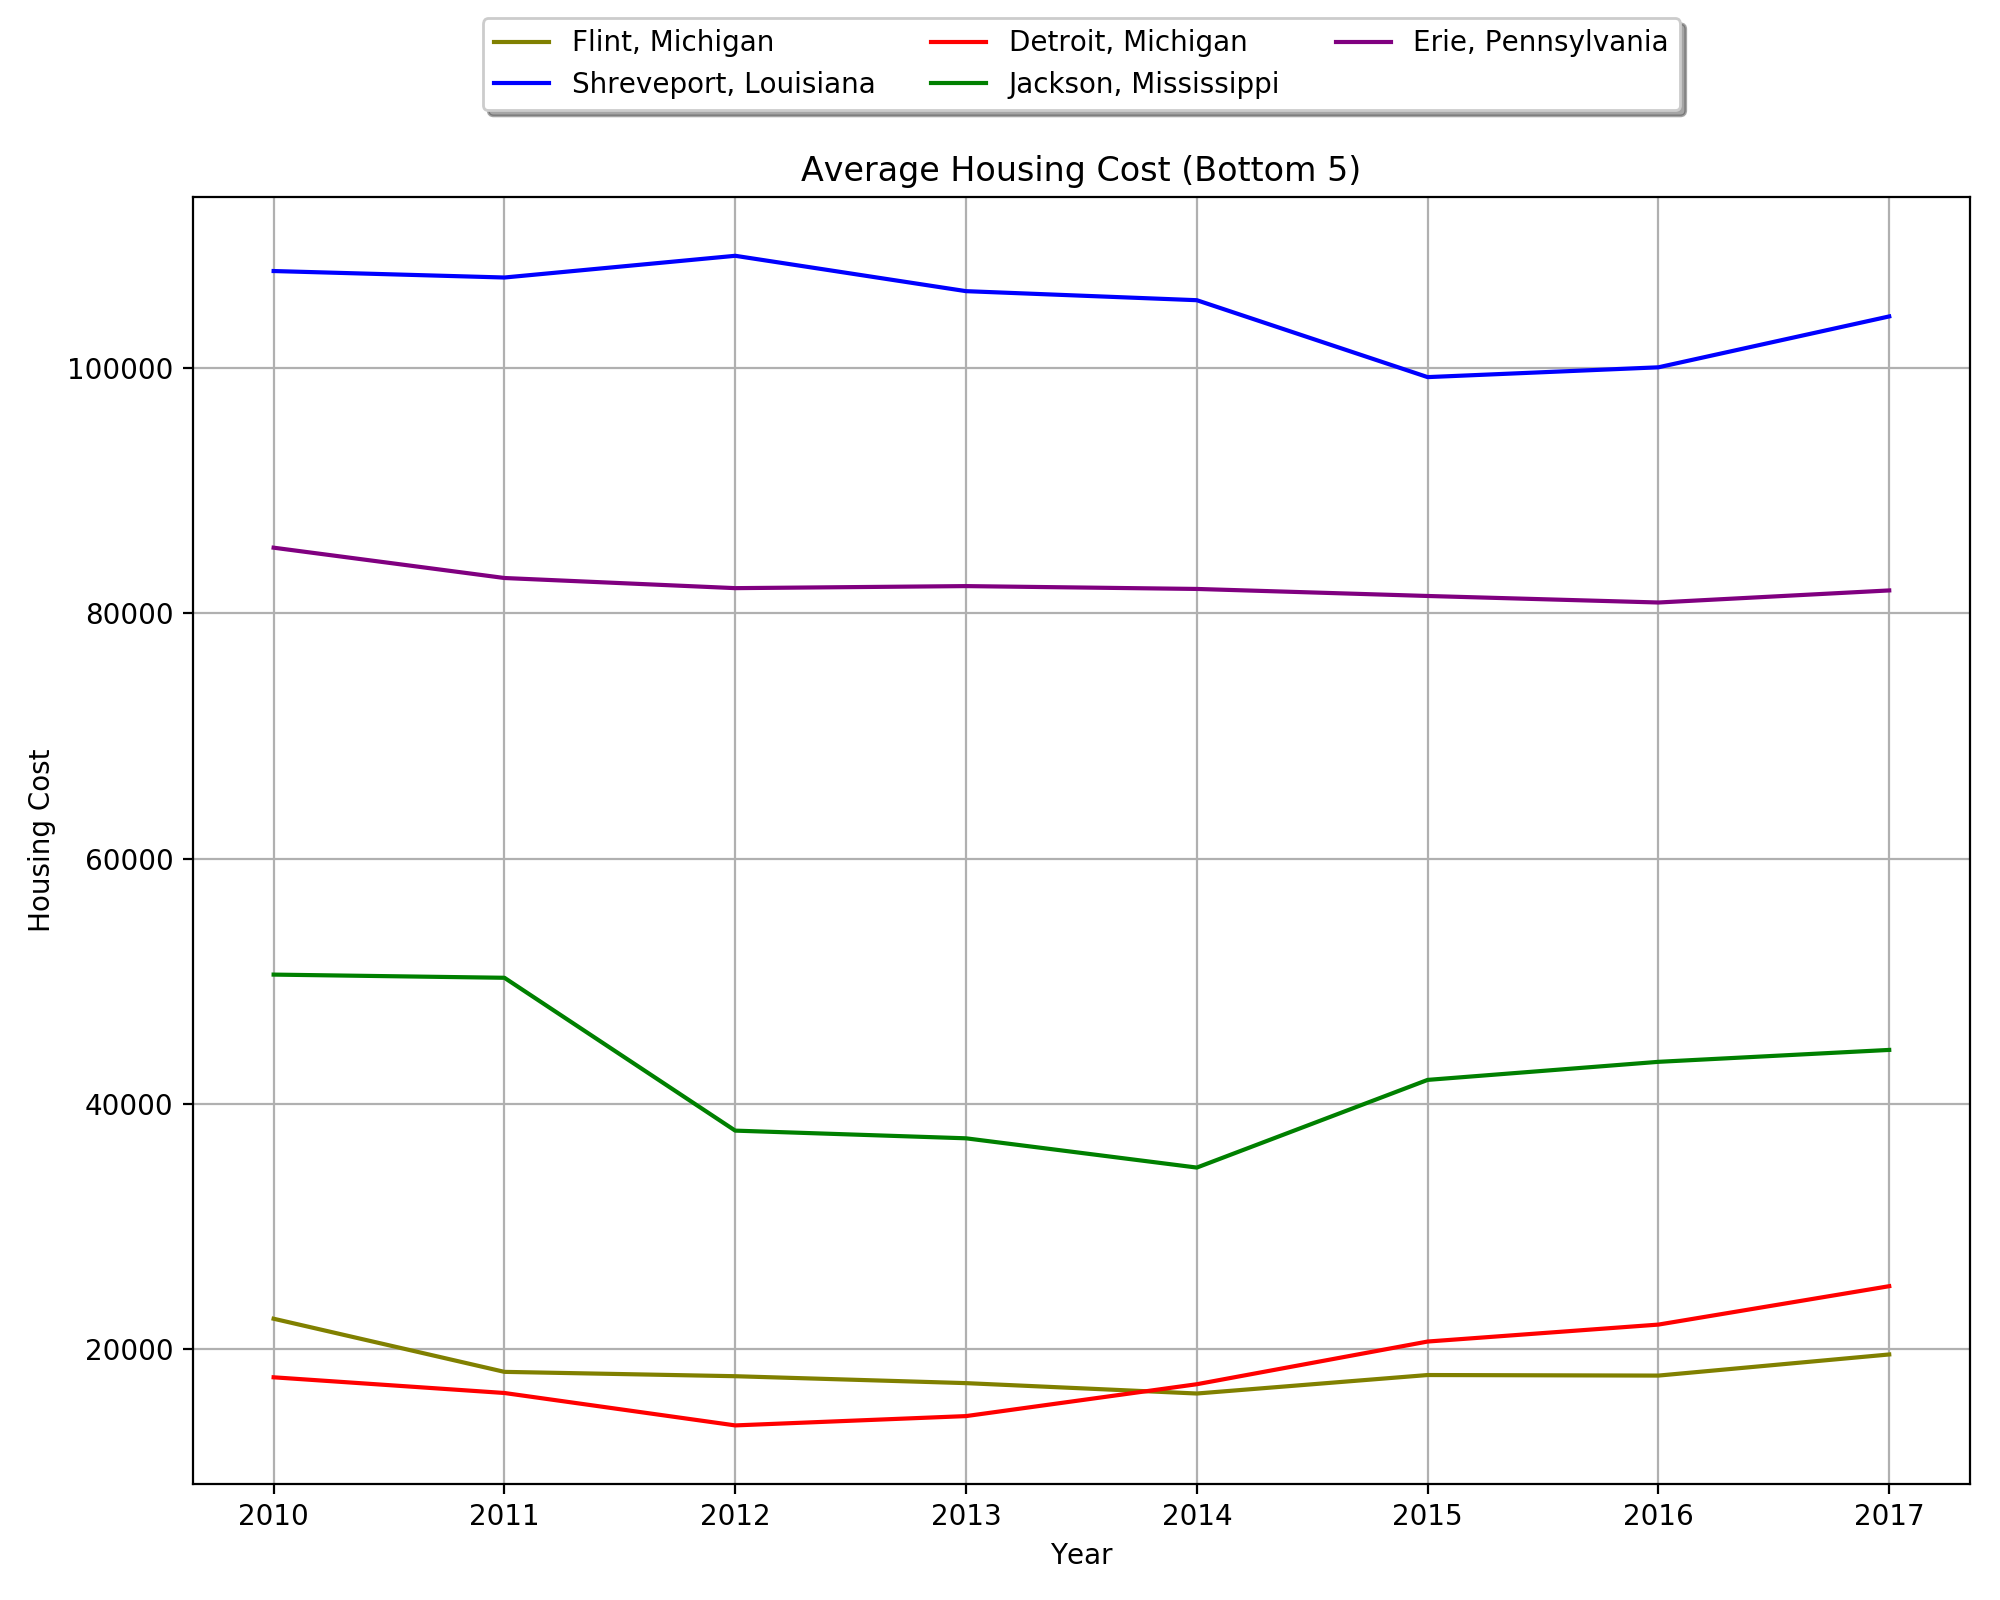 Flint, Michigan
Shreveport, Louisiana
Detroit, Michigan
Jackson, Mississippi
Erie, Pennsylvania
Average Housing Cost (Bottom 5)
Housing Cost
100000
80000
60000
40000
20000
2010 2011 2012 2013 2014 2015 2016 2017
Year